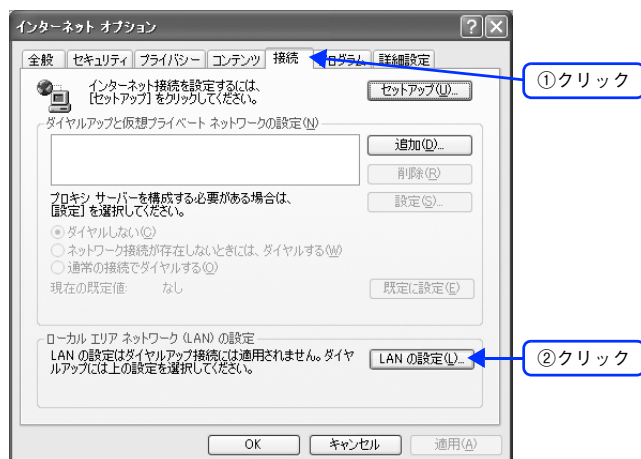 インターネット オプション
全般 セキュリティ プライバシー コンテンツ 接続 プログラム 詳細設定
①クリック
インターネット接続を設定するには、
[セットアップ] をクリックしてください。
セットアップ(U)...
ダイヤルアップと仮想プライベート ネットワークの設定(N)
追加(D)...
削除(R)
プロキシ サーバーを構成する必要がある場合は、
[設定] を選択してください。
設定(S)...
ダイヤルしない(C)
ネットワーク接続が存在しないときには、ダイヤルする(W)
通常の接続でダイヤルする(O)
現在の既定値: なし
既定に設定(E)
ローカル エリア ネットワーク (LAN) の設定
LAN の設定はダイヤルアップ接続には適用されません。ダイヤ
ルアップには上の設定を選択してください。
LAN の設定(L)...
②クリック
OK キャンセル 適用(A)